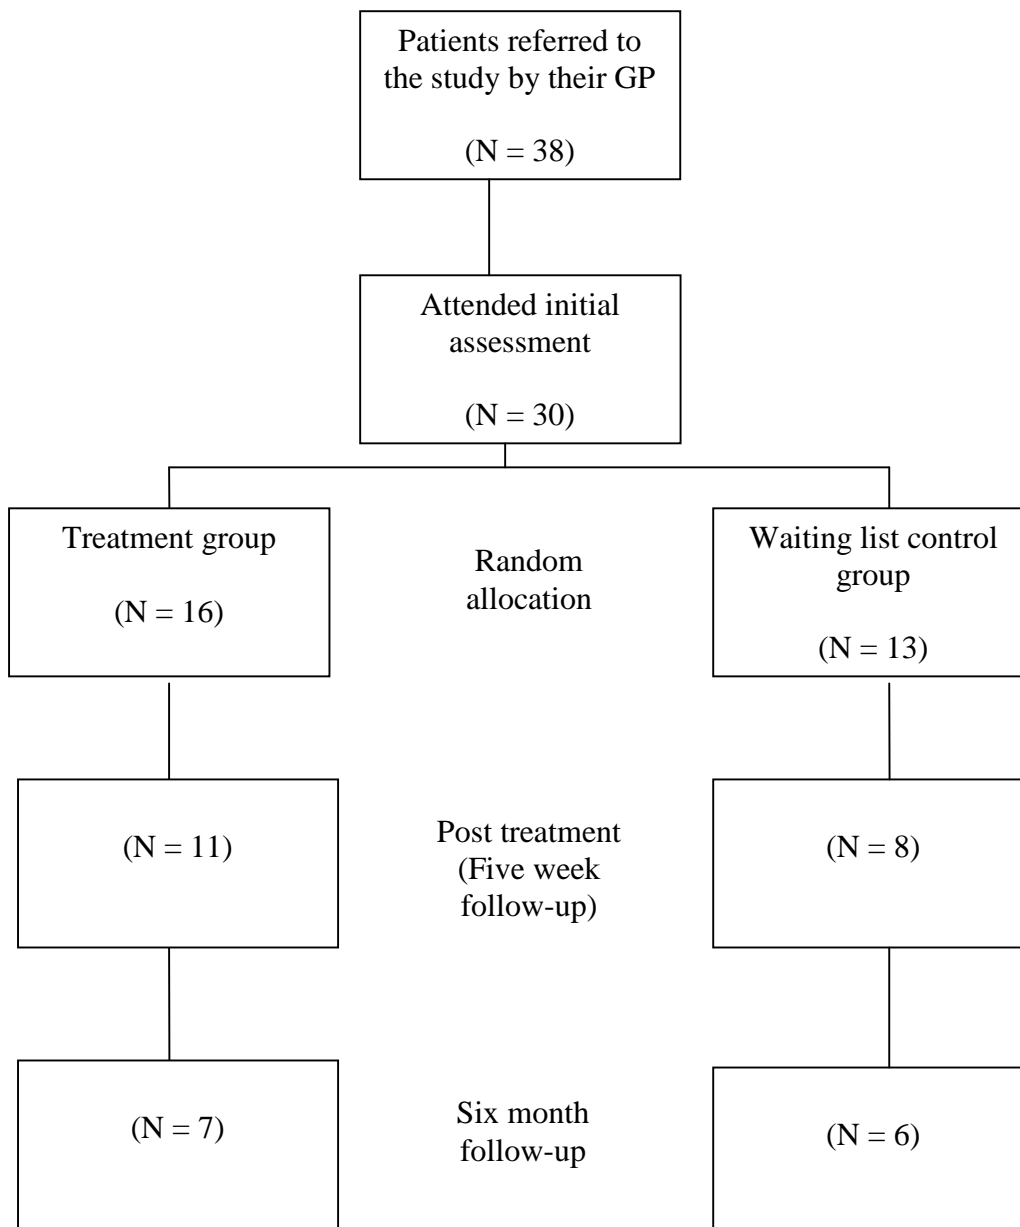 Patients referred to
the study by their GP
(N = 38)
Attended initial
assessment
(N = 30)
Treatment group
(N = 16)
Random
allocation
Waiting list control
group
(N = 13)
(N = 11)
Post treatment
(Five week
follow-up)
(N = 8)
(N = 7)
Six month
follow-up
(N = 6)